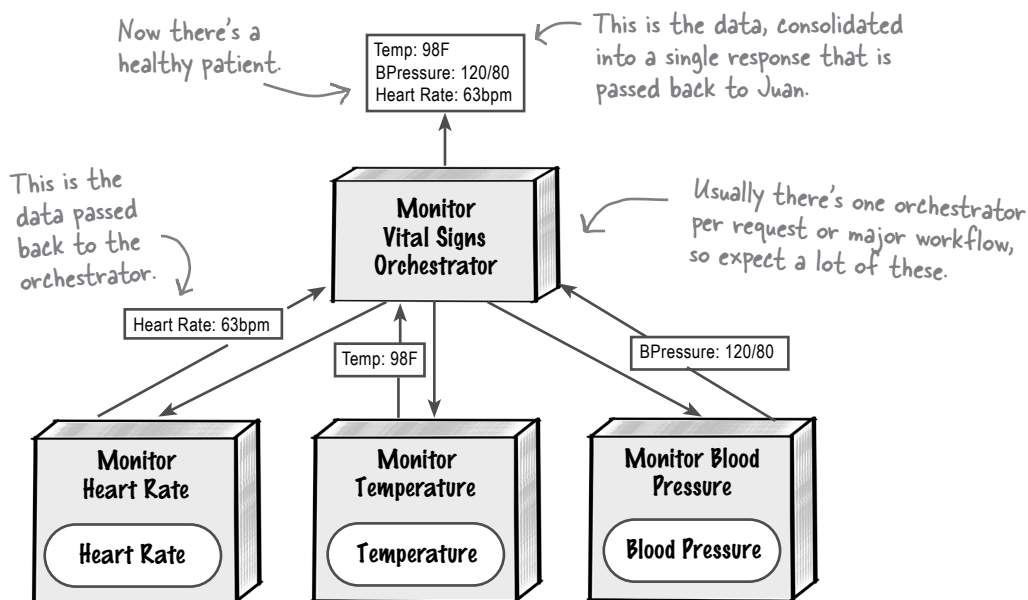 Now there's a
healthy patient.
Temp: 98F
BPressure: 120/80
Heart Rate: 63bpm
This is the data, consolidated
into a single response that is
passed back to Juan.
This is the
data passed
back to the
orchestrator.
Monitor
Vital Signs
Orchestrator
Usually there's one orchestrator
per request or major workflow,
so expect a lot of these.
Heart Rate: 63bpm
Temp: 98F
BPressure: 120/80
Monitor
Heart Rate
Heart Rate
Monitor
Temperature
Temperature
Monitor Blood
Pressure
Blood Pressure